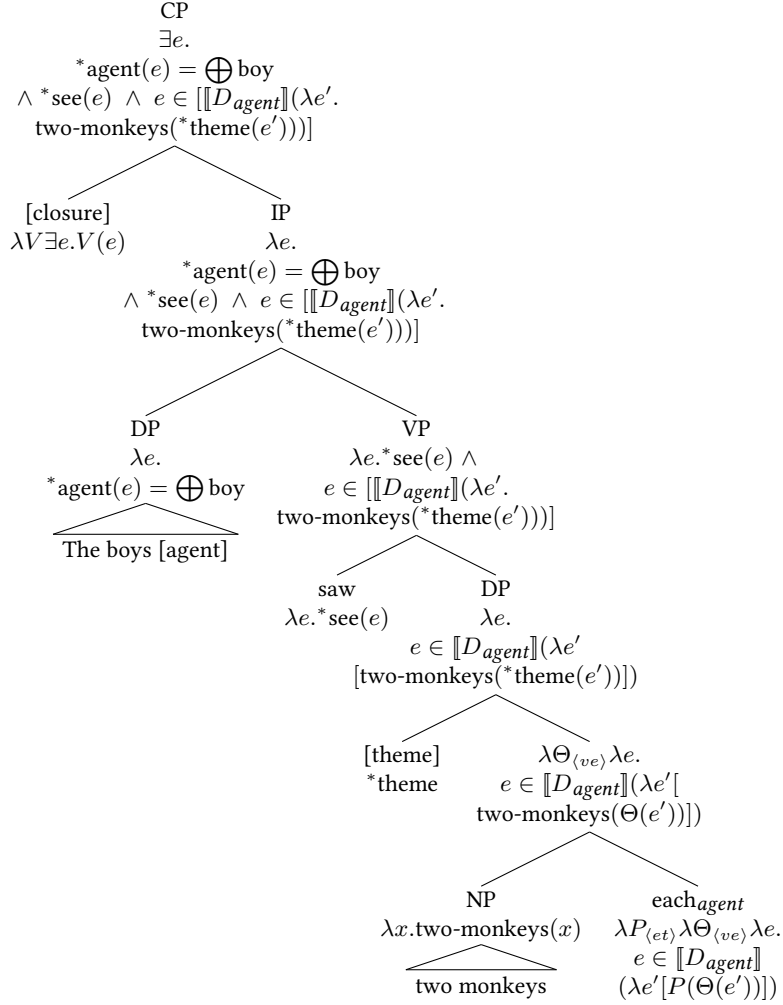 CP
∃e.
*agent(e) = ⨁ boy
∧ *see(e) ∧ e ∈ [⟦D_agent⟧(λe′.
two-monkeys(*theme(e′)))]
[closure] IP
λV∃e.V(e) λe.
*agent(e) = ⨁ boy
∧ *see(e) ∧ e ∈ [⟦D_agent⟧(λe′.
two-monkeys(*theme(e′)))]
DP VP
λe. λe.*see(e) ∧
*agent(e) = ⨁ boy e ∈ [⟦D_agent⟧(λe′.
two-monkeys(*theme(e′)))]
The boys [agent]
saw DP
λe.*see(e) λe.
e ∈ ⟦D_agent⟧(λe′
[two-monkeys(*theme(e′))])
[theme] λΘ⟨ve⟩λe.
*theme e ∈ ⟦D_agent⟧(λe′[
two-monkeys(Θ(e′))])
NP each_agent
λx.two-monkeys(x) λP⟨et⟩λΘ⟨ve⟩λe.
e ∈ ⟦D_agent⟧
two monkeys (λe′[P(Θ(e′))])